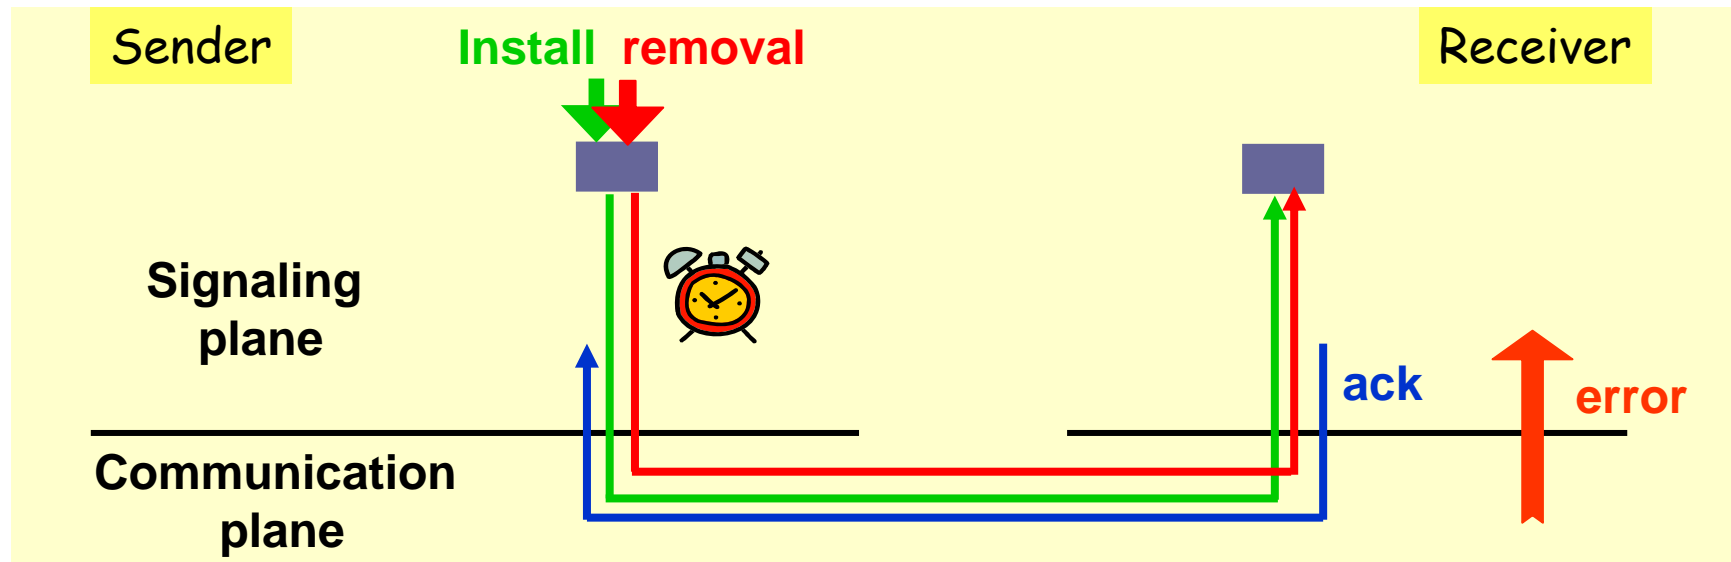 Sender
Install removal
Receiver
Signaling
plane
ack
error
Communication
plane